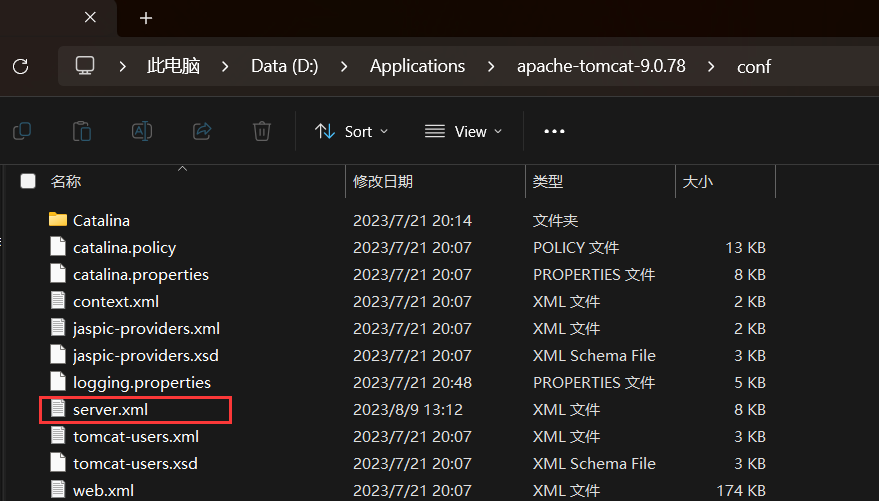 此电脑 > Data (D:) > Applications > apache-tomcat-9.0.78 > conf
Sort View
名称 修改日期 类型 大小
Catalina 2023/7/21 20:14 文件夹
catalina.policy 2023/7/21 20:07 POLICY 文件 13 KB
catalina.properties 2023/7/21 20:07 PROPERTIES 文件 8 KB
context.xml 2023/7/21 20:07 XML 文件 2 KB
jaspic-providers.xml 2023/7/21 20:07 XML 文件 2 KB
jaspic-providers.xsd 2023/7/21 20:07 XML Schema File 3 KB
logging.properties 2023/7/21 20:48 PROPERTIES 文件 5 KB
server.xml 2023/8/9 13:12 XML 文件 8 KB
tomcat-users.xml 2023/7/21 20:07 XML 文件 3 KB
tomcat-users.xsd 2023/7/21 20:07 XML Schema File 3 KB
web.xml 2023/7/21 20:07 XML 文件 174 KB